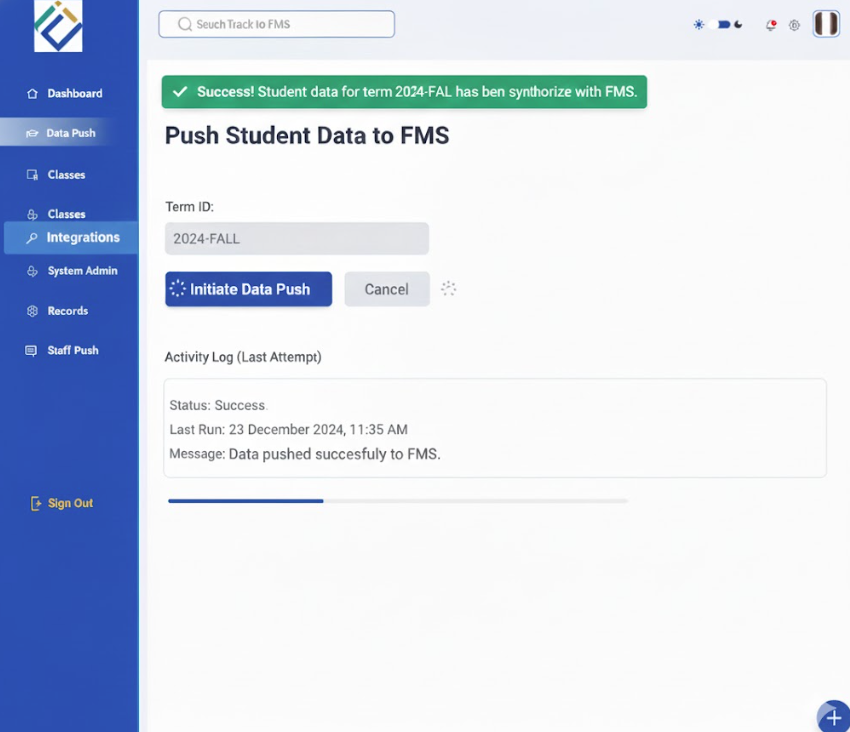 Seuch Track lo FMS
Dashboard
Data Push
Classes
Classes
Integrations
System Admin
Records
Staff Push
Sign Out
Success! Student data for term 2024-FAL has ben synthorize with FMS.
Push Student Data to FMS
Term ID:
2024-FALL
Initiate Data Push
Cancel
Activity Log (Last Attempt)
Status: Success.
Last Run: 23 December 2024, 11:35 AM
Message: Data pushed succesfuly to FMS.